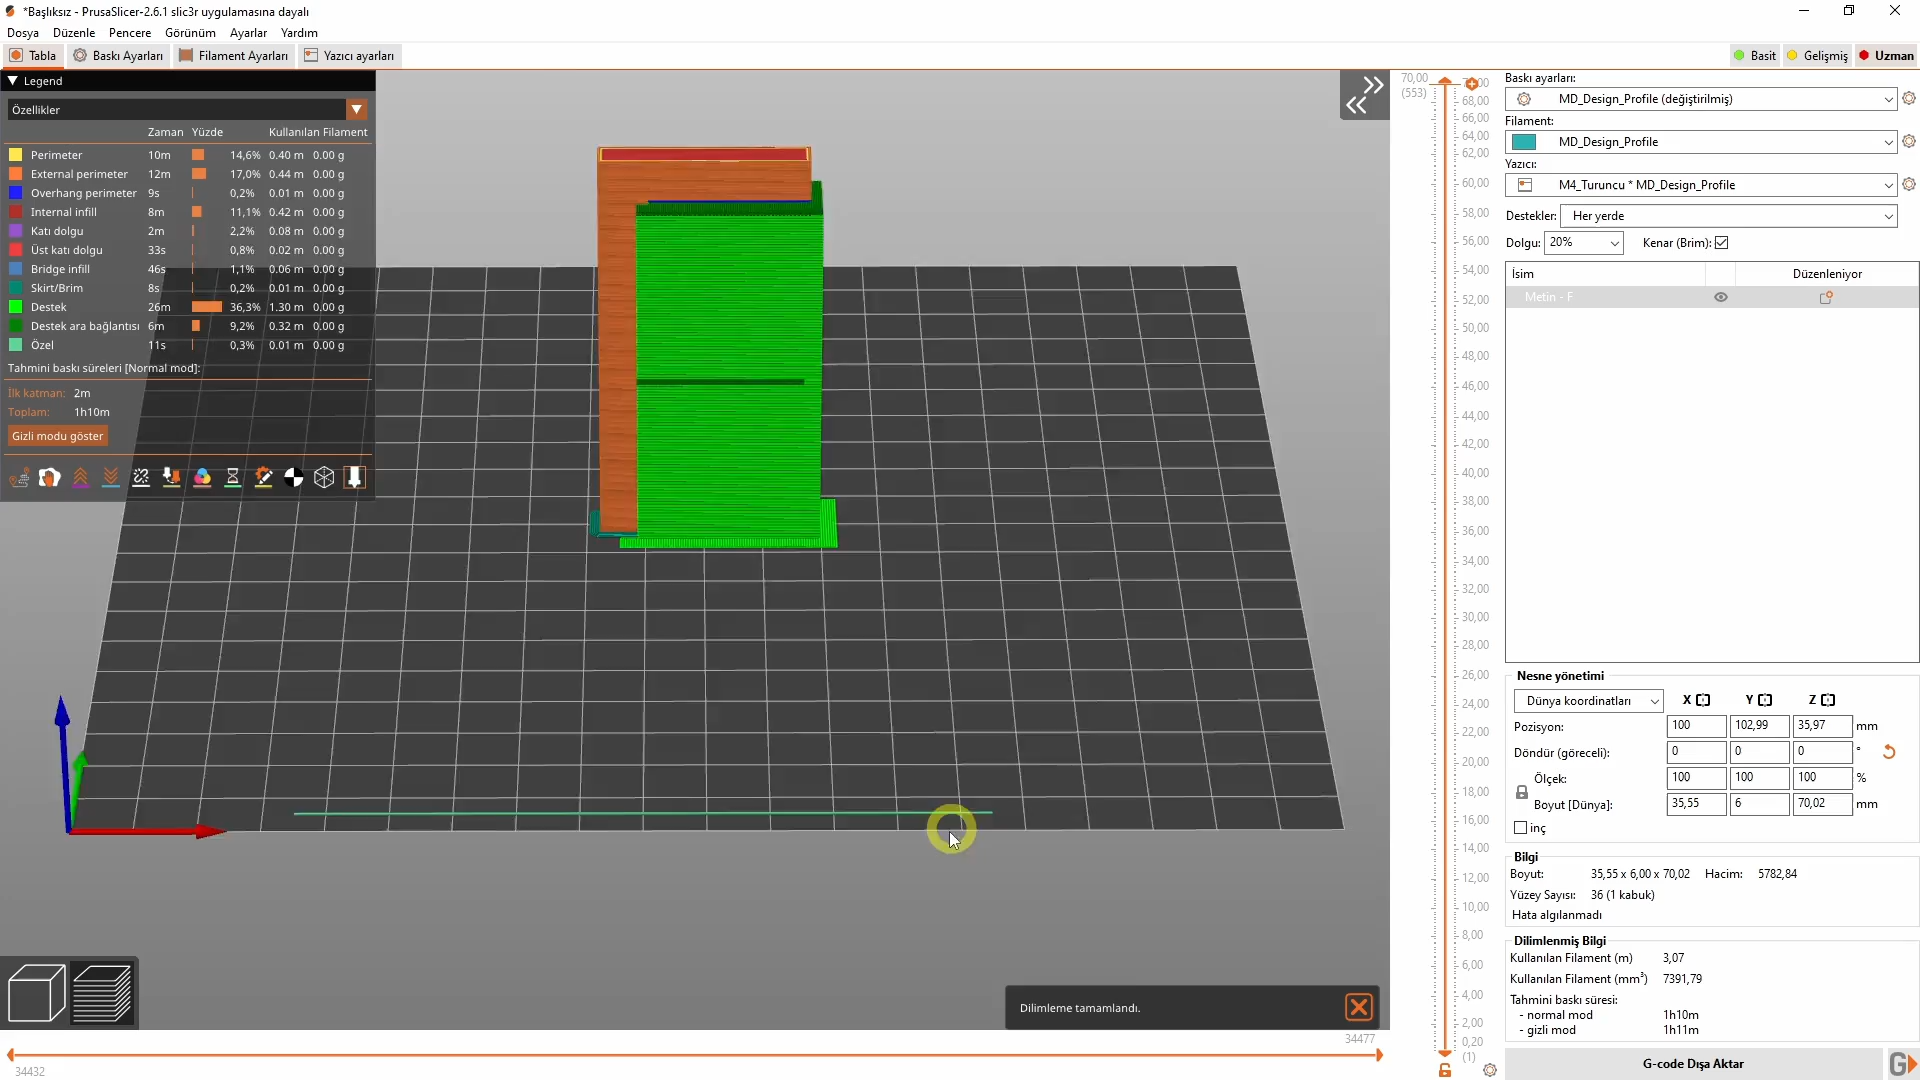 *Başlıksız - PrusaSlicer-2.6.1 slic3r uygulamasına dayalı
Dosya Düzenle Pencere Görünüm Ayarlar Yardım
Tabla Baskı Ayarları Filament Ayarları Yazıcı ayarları
Basit Gelişmiş Uzman
Legend
Özellikler
Zaman Yüzde Kullanılan Filament
Perimeter 10m 14,6% 0.40 m 0.00 g
External perimeter 12m 17,0% 0.44 m 0.00 g
Overhang perimeter 9s 0,2% 0.01 m 0.00 g
Internal infill 8m 11,1% 0.42 m 0.00 g
Katı dolgu 2m 2,2% 0.08 m 0.00 g
Üst katı dolgu 33s 0,8% 0.02 m 0.00 g
Bridge infill 46s 1,1% 0.06 m 0.00 g
Skirt/Brim 8s 0,2% 0.01 m 0.00 g
Destek 26m 36,3% 1.30 m 0.00 g
Destek ara bağlantısı 6m 9,2% 0.32 m 0.00 g
Özel 11s 0,3% 0.01 m 0.00 g
Tahmini baskı süreleri [Normal mod]:
İlk katman: 2m
Toplam: 1h10m
Gizli modu göster
Dilimleme tamamlandı.
34477
34432
70,00
(553)
68,00
66,00
64,00
62,00
60,00
58,00
56,00
54,00
52,00
50,00
48,00
46,00
44,00
42,00
40,00
38,00
36,00
34,00
32,00
30,00
28,00
26,00
24,00
22,00
20,00
18,00
16,00
14,00
12,00
10,00
8,00
6,00
4,00
2,00
0,20
(1)
Baskı ayarları:
MD_Design_Profile (değiştirilmiş)
Filament:
MD_Design_Profile
Yazıcı:
M4_Turuncu * MD_Design_Profile
Destekler: Her yerde
Dolgu: 20% Kenar (Brim):
İsim Düzenleniyor
Metin - F
Nesne yönetimi
Dünya koordinatları X Y Z
Pozisyon: 100 102,99 35,97 mm
Döndür (göreceli): 0 0 0 °
Ölçek: 100 100 100 %
Boyut [Dünya]: 35,55 6 70,02 mm
inç
Bilgi
Boyut: 35,55 x 6,00 x 70,02 Hacim: 5782,84
Yüzey Sayısı: 36 (1 kabuk)
Hata algılanmadı
Dilimlenmiş Bilgi
Kullanılan Filament (m) 3,07
Kullanılan Filament (mm³) 7391,79
Tahmini baskı süresi:
- normal mod 1h10m
- gizli mod 1h11m
G-code Dışa Aktar